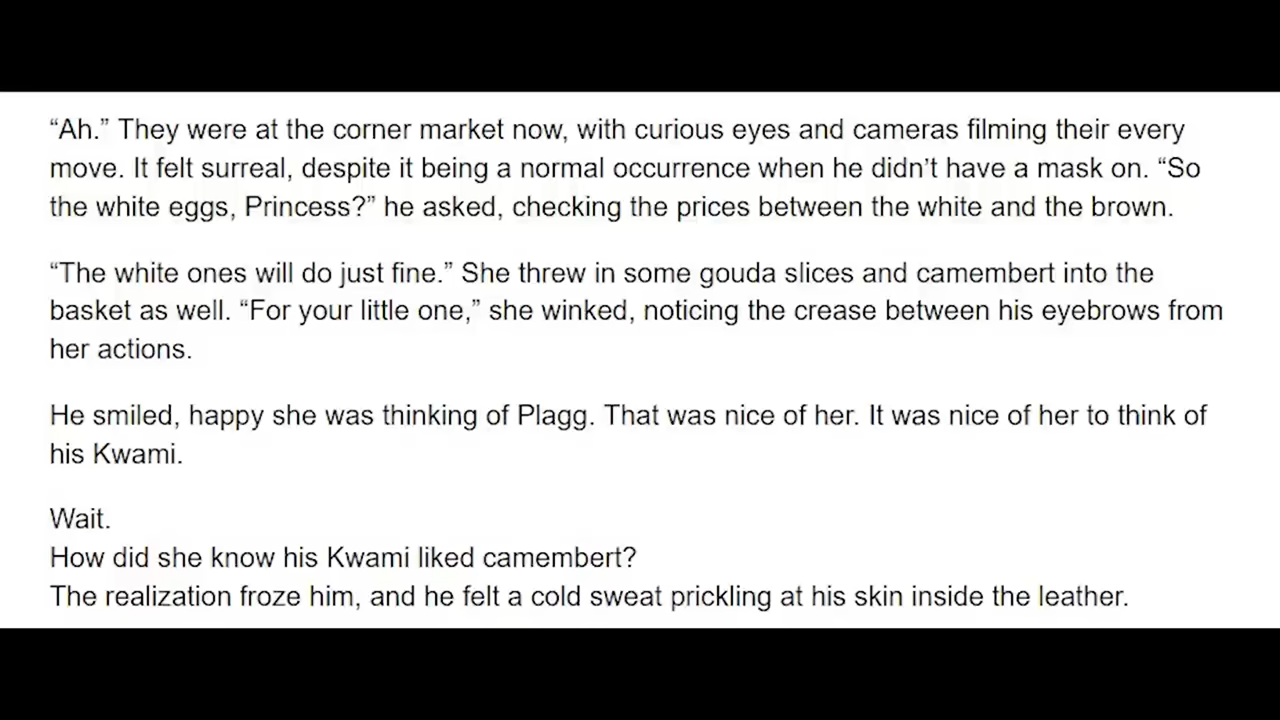 “Ah.” They were at the corner market now, with curious eyes and cameras filming their every
move. It felt surreal, despite it being a normal occurrence when he didn’t have a mask on. “So
the white eggs, Princess?” he asked, checking the prices between the white and the brown.
“The white ones will do just fine.” She threw in some gouda slices and camembert into the
basket as well. “For your little one,” she winked, noticing the crease between his eyebrows from
her actions.
He smiled, happy she was thinking of Plagg. That was nice of her. It was nice of her to think of
his Kwami.
Wait.
How did she know his Kwami liked camembert?
The realization froze him, and he felt a cold sweat prickling at his skin inside the leather.